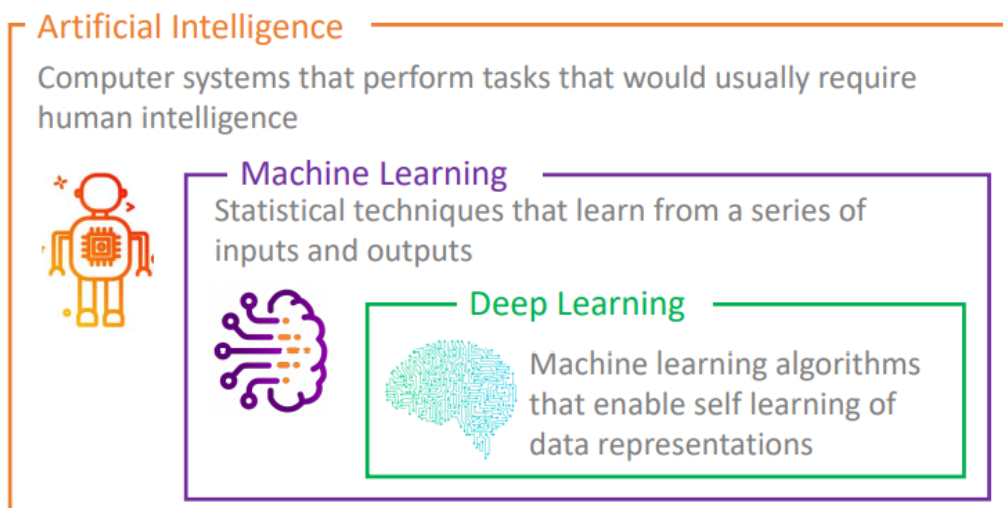 Artificial Intelligence
Computer systems that perform tasks that would usually require
human intelligence
Machine Learning
Statistical techniques that learn from a series of
inputs and outputs
Deep Learning
Machine learning algorithms
that enable self learning of
data representations